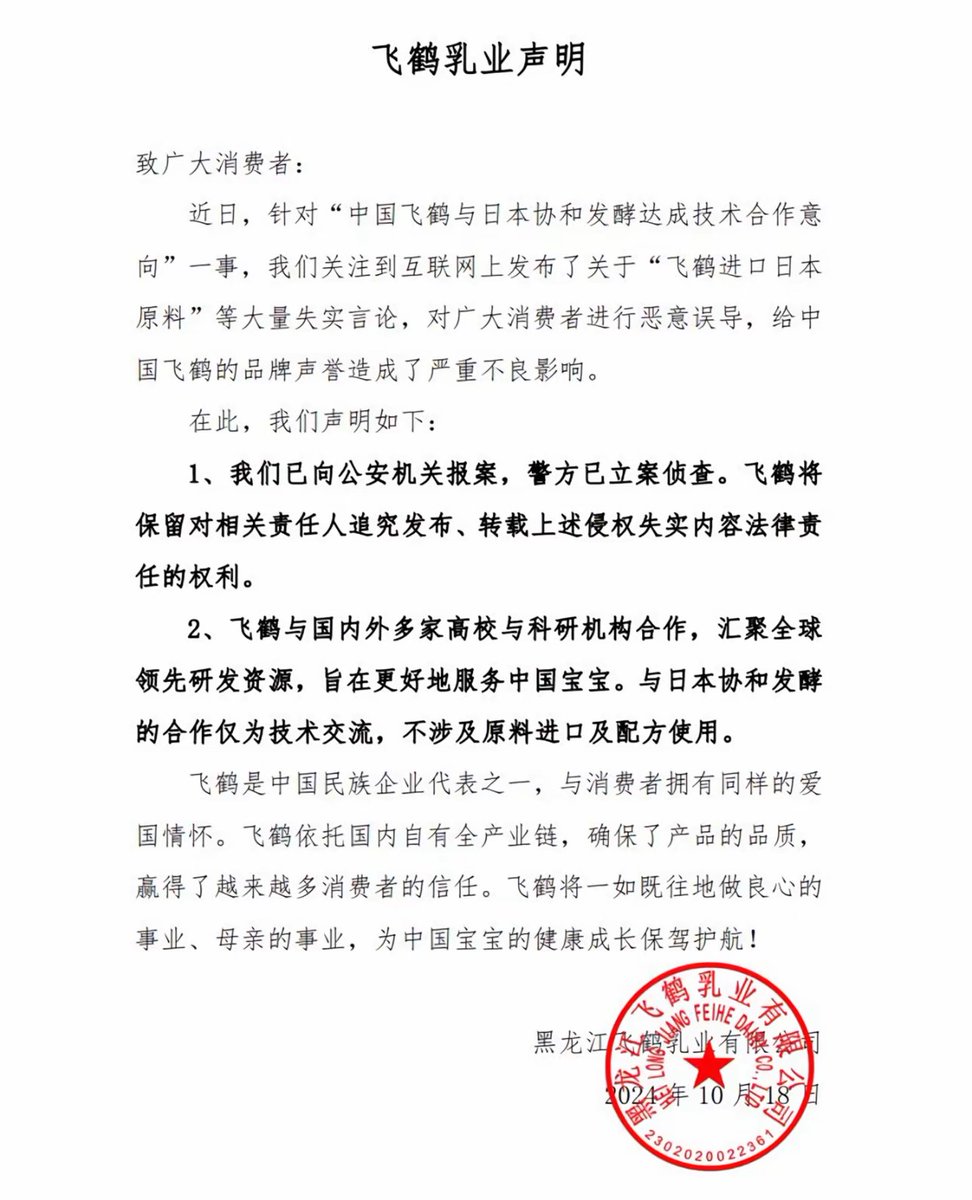 飞鹤乳业声明
致广大消费者：
近日，针对“中国飞鹤与日本协和发酵达成技术合作意
向”一事，我们关注到互联网上发布了关于“飞鹤进口日本
原料”等大量失实言论，对广大消费者进行恶意误导，给中
国飞鹤的品牌声誉造成了严重不良影响。
在此，我们声明如下：
1、我们已向公安机关报案，警方已立案侦查。飞鹤将
保留对相关责任人追究发布、转载上述侵权失实内容法律责
任的权利。
2、飞鹤与国内外多家高校与科研机构合作，汇聚全球
领先研发资源，旨在更好地服务中国宝宝。与日本协和发酵
的合作仅为技术交流，不涉及原料进口及配方使用。
飞鹤是中国民族企业代表之一，与消费者拥有同样的爱
国情怀。飞鹤依托国内自有全产业链，确保了产品的品质，
赢得了越来越多消费者的信任。飞鹤将一如既往地做良心的
事业、母亲的事业，为中国宝宝的健康成长保驾护航！
黑龙江飞鹤乳业有限公司
2024 年 10 月 18 日
黑龙江飞鹤乳业有限公司
HEI LONG JIANG FEIHE DAIRY CO., LTD
2302020022361